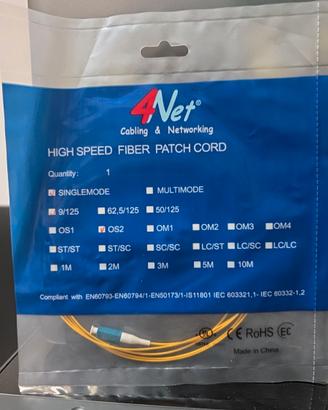 4Net®
Cabling & Networking
HIGH SPEED FIBER PATCH CORD
Quantity: 1
SINGLEMODE MULTIMODE
9/125 62,5/125 50/125
OS1 OS2 OM1 OM2 OM3 OM4
ST/ST ST/SC SC/SC LC/ST LC/SC LC/LC
1M 2M 3M 5M 10M
Compliant with EN60793-EN60794/1-EN50173/1-IS11801 IEC 603321,1- IEC 60332-1,2
CE RoHS EC
Made in China